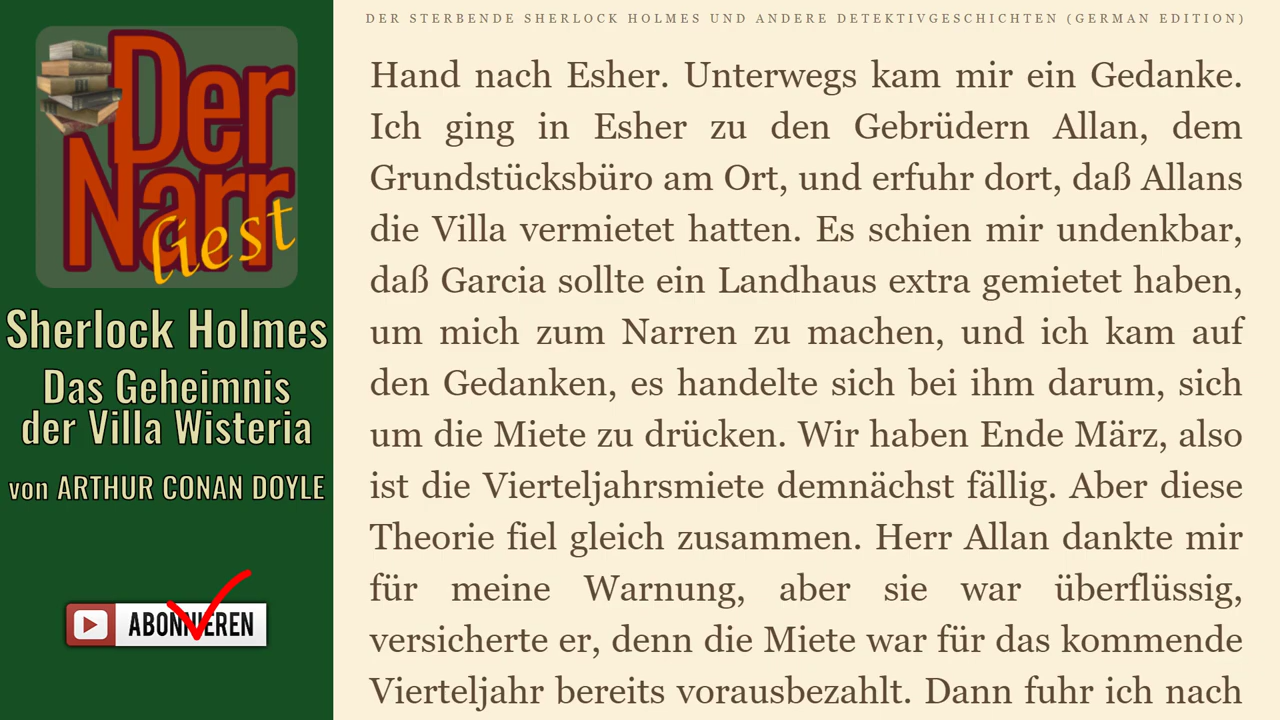 Der
Narr
liest
Sherlock Holmes
Das Geheimnis
der Villa Wisteria
von ARTHUR CONAN DOYLE
ABONNIEREN
DER STERBENDE SHERLOCK HOLMES UND ANDERE DETEKTIVGESCHICHTEN (GERMAN EDITION)
Hand nach Esher. Unterwegs kam mir ein Gedanke.
Ich ging in Esher zu den Gebrüdern Allan, dem
Grundstücksbüro am Ort, und erfuhr dort, daß Allans
die Villa vermietet hatten. Es schien mir undenkbar,
daß Garcia sollte ein Landhaus extra gemietet haben,
um mich zum Narren zu machen, und ich kam auf
den Gedanken, es handelte sich bei ihm darum, sich
um die Miete zu drücken. Wir haben Ende März, also
ist die Vierteljahrsmiete demnächst fällig. Aber diese
Theorie fiel gleich zusammen. Herr Allan dankte mir
für meine Warnung, aber sie war überflüssig,
versicherte er, denn die Miete war für das kommende
Vierteljahr bereits vorausbezahlt. Dann fuhr ich nach